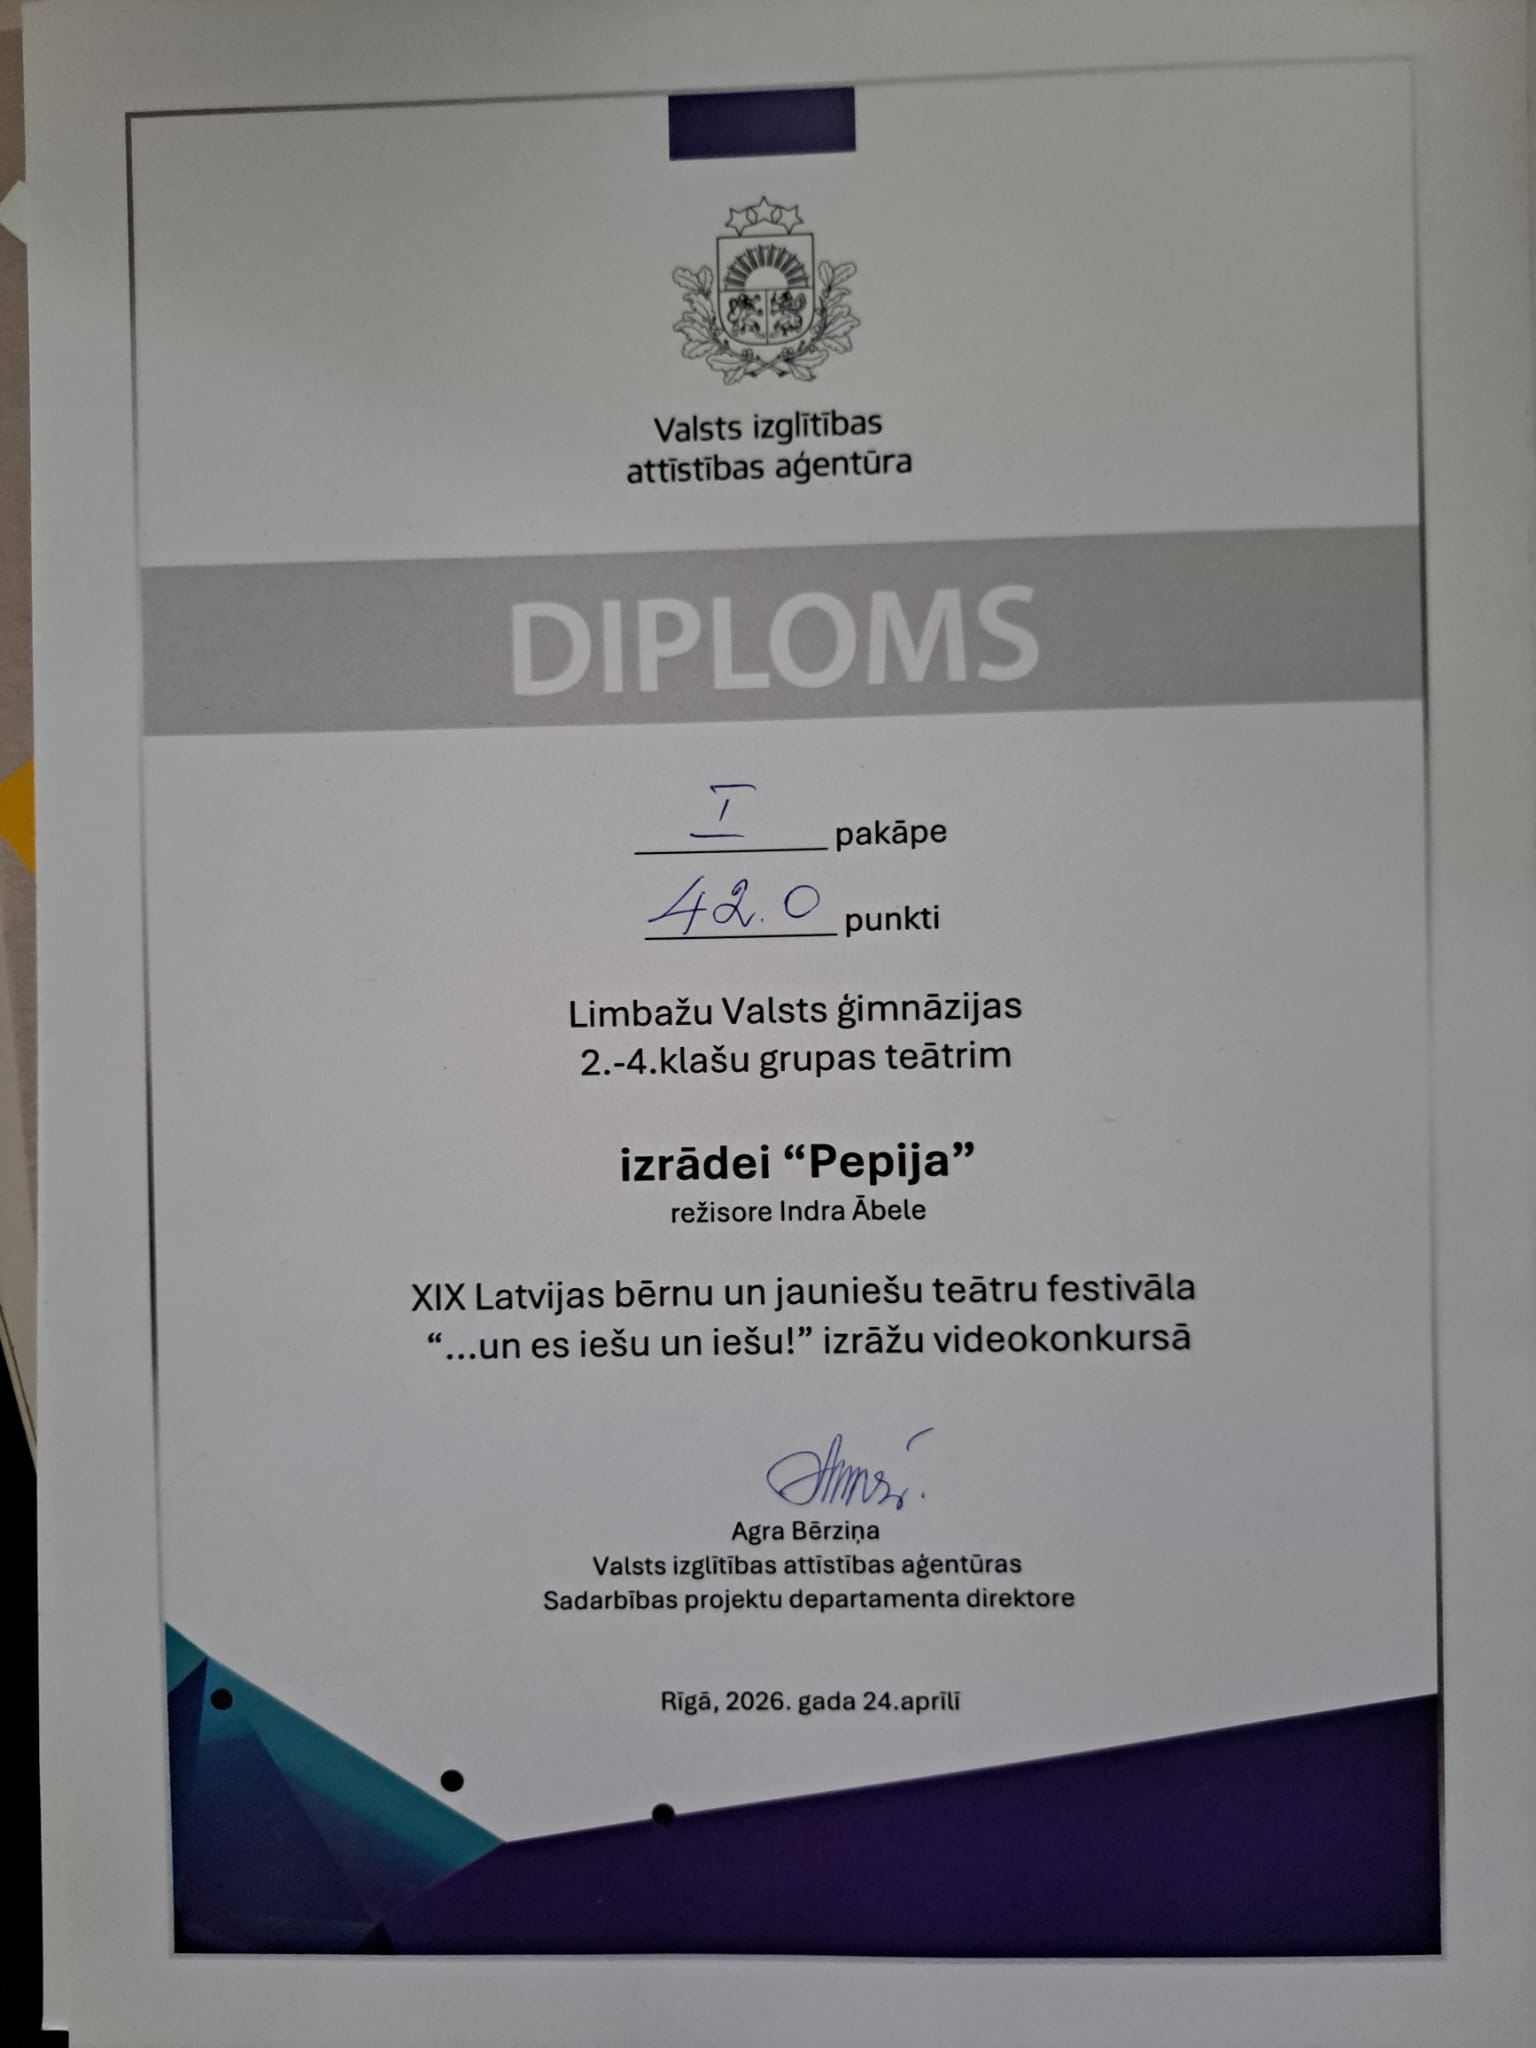 Valsts izglītības
attīstības aģentūra
DIPLOMS
I pakāpe
42.0 punkti
Limbažu Valsts ģimnāzijas
2.-4.klašu grupas teātrim
izrādei “Pepija”
režisore Indra Ābele
XIX Latvijas bērnu un jauniešu teātru festivāla
“...un es iešu un iešu!” izrāžu videokonkursā
Agra Bērziņa
Valsts izglītības attīstības aģentūras
Sadarbības projektu departamenta direktore
Rīgā, 2026. gada 24.aprīlī